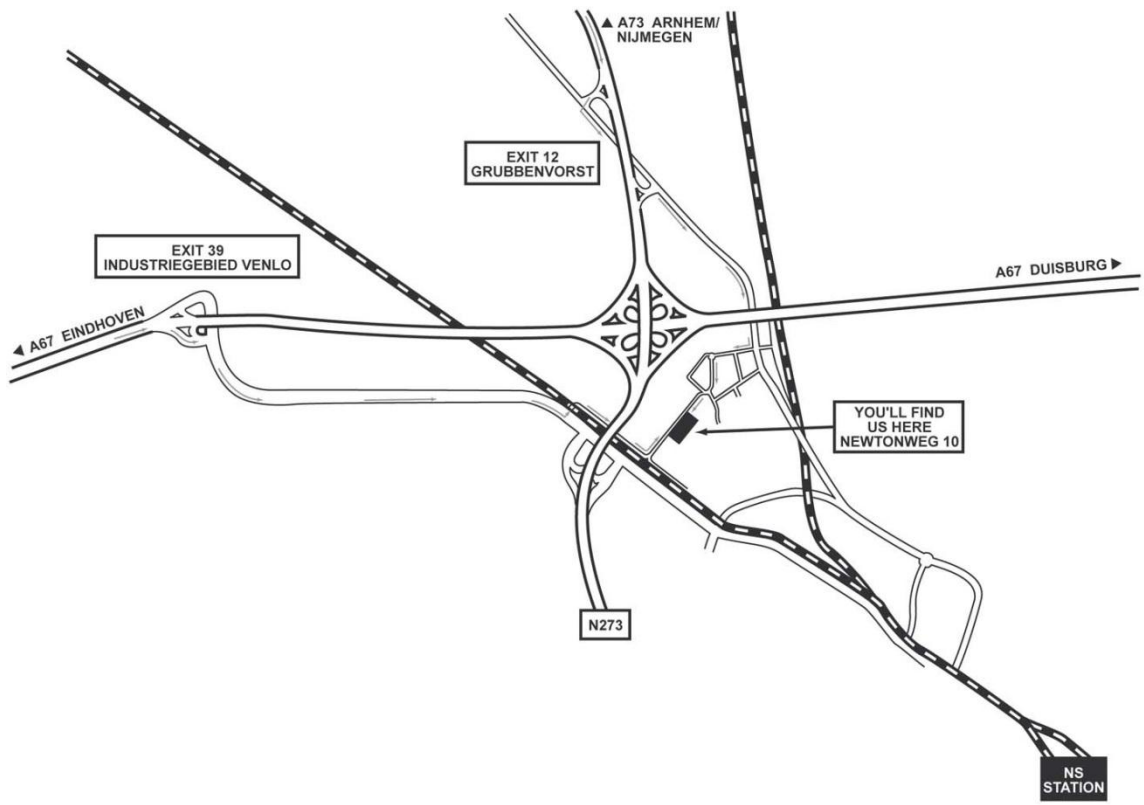 ▲ A73 ARNHEM/
NIJMEGEN
EXIT 12
GRUBBENVORST
EXIT 39
INDUSTRIEGEBIED VENLO
A67 DUISBURG ▶
◀ A67 EINDHOVEN
YOU'LL FIND
US HERE
NEWTONWEG 10
N273
NS
STATION